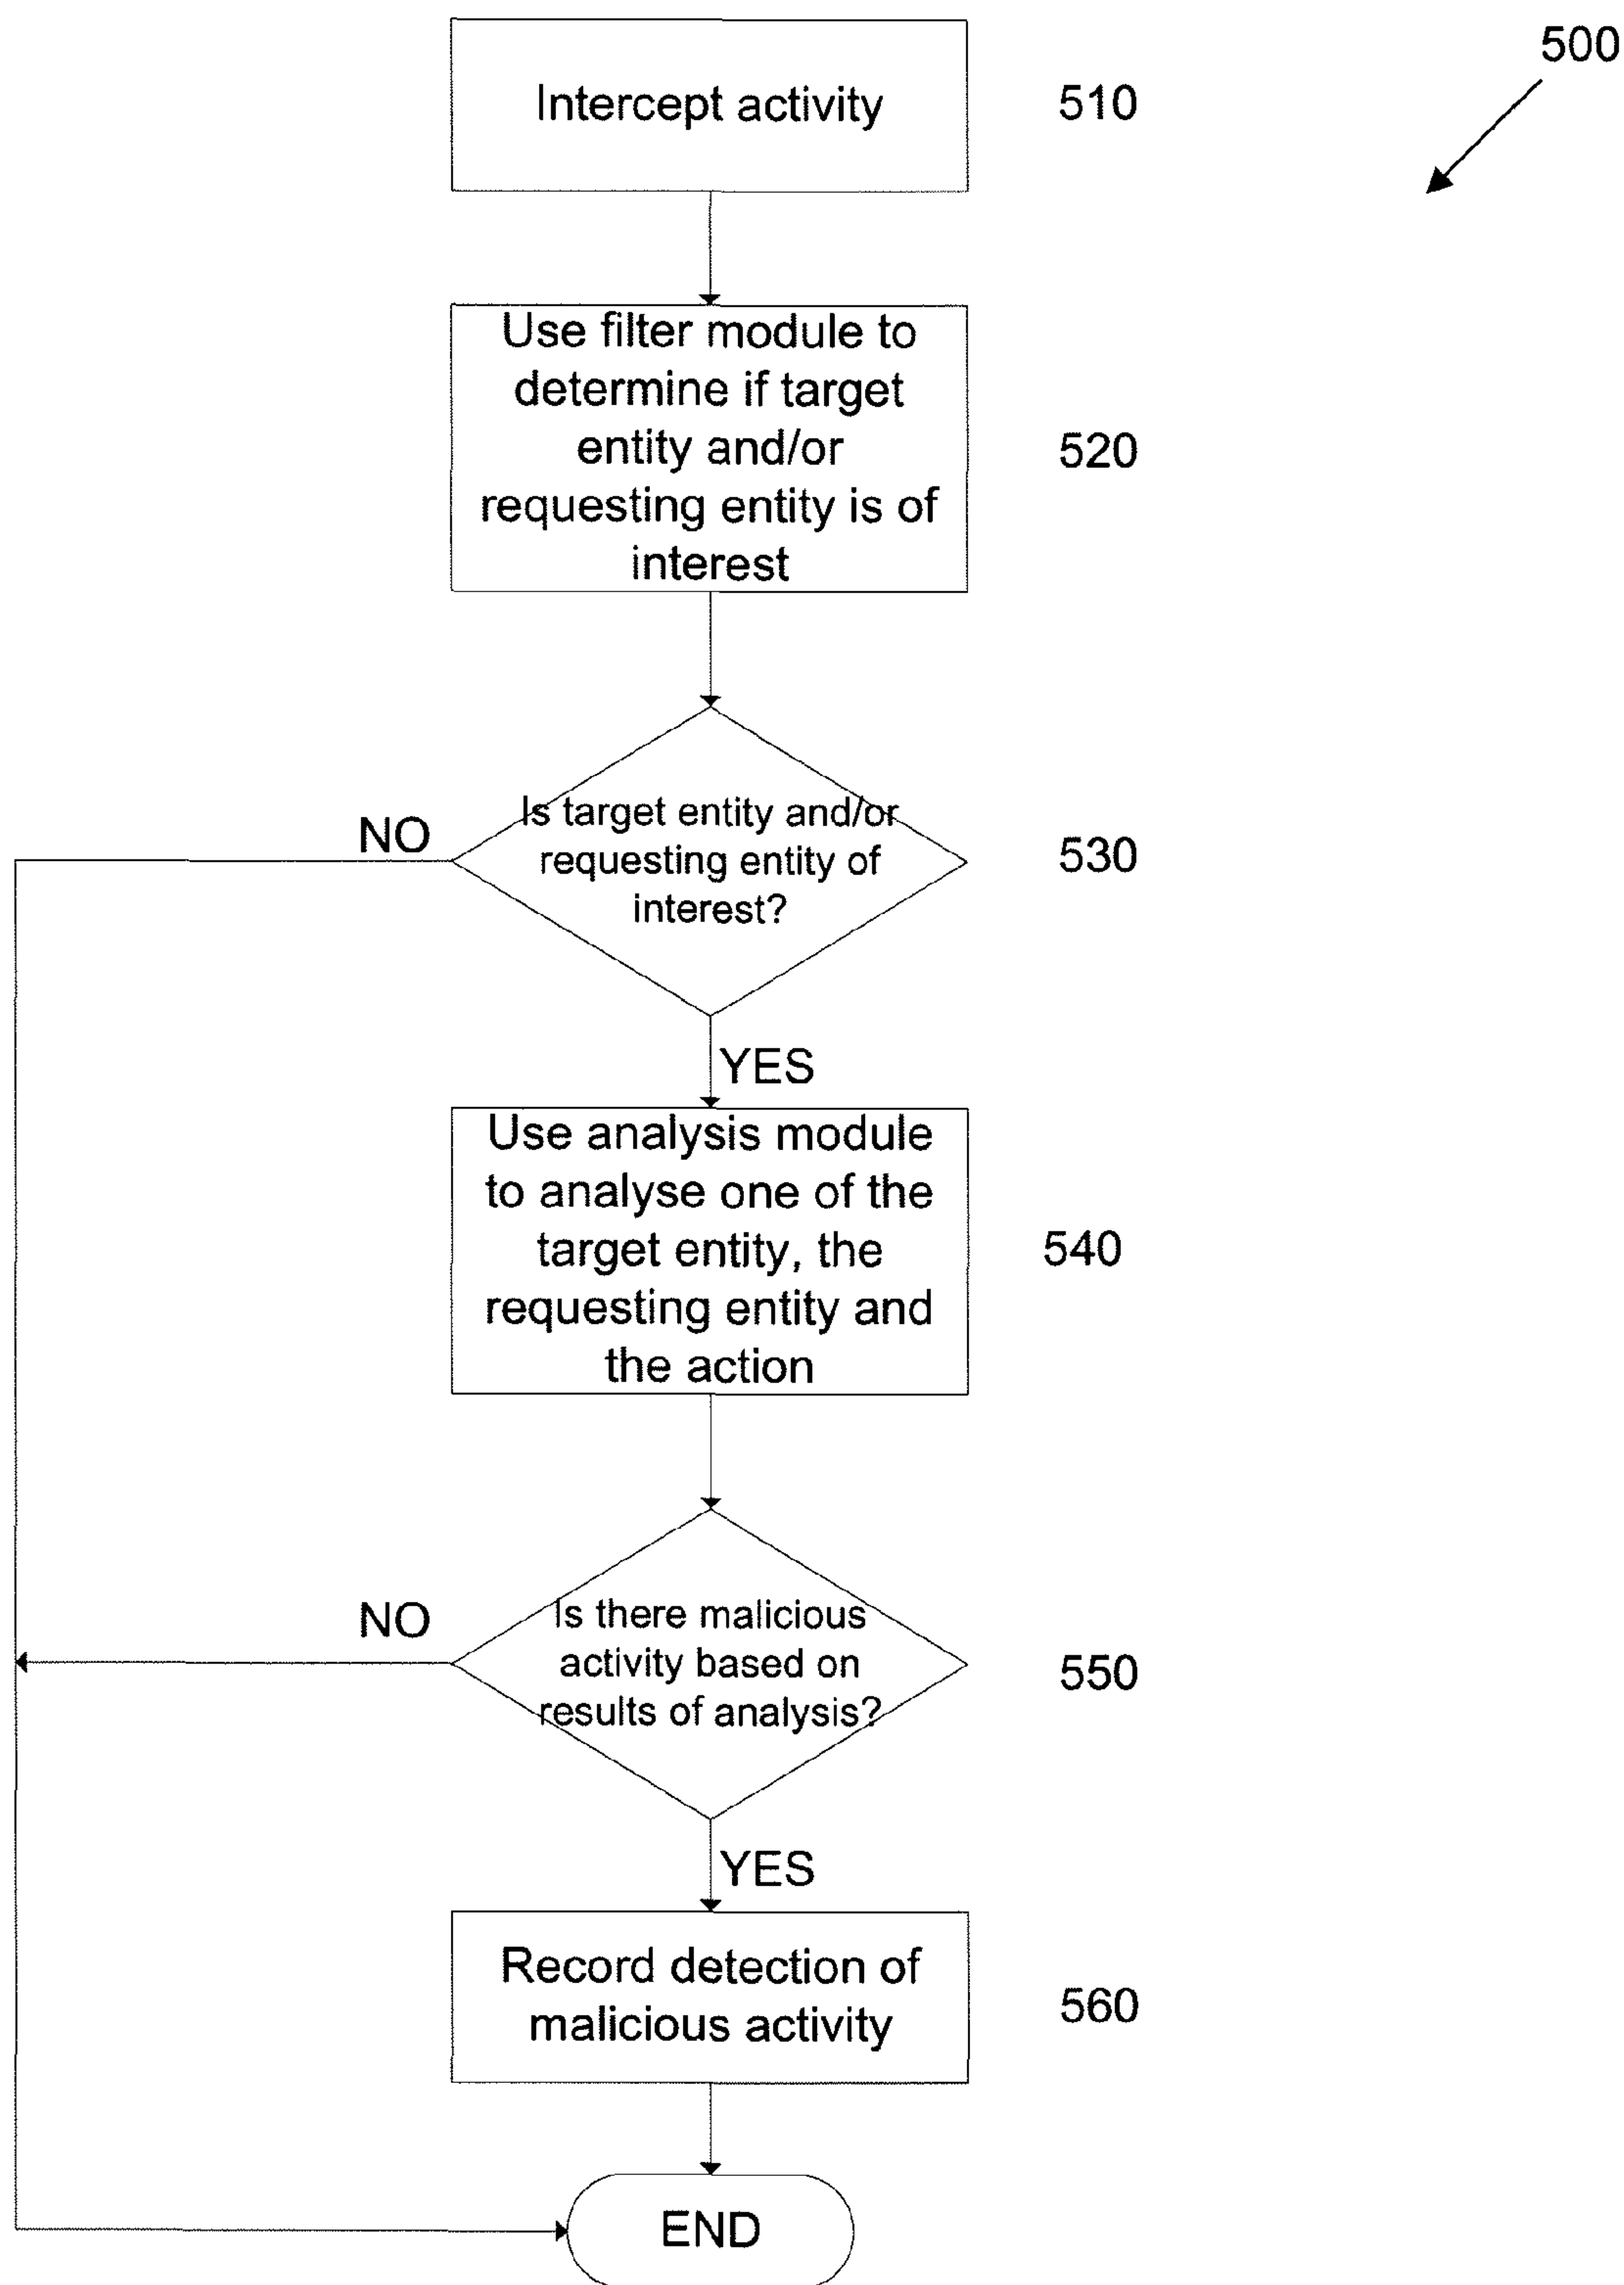 500
Intercept activity
510
Use filter module to
determine if target
entity and/or
requesting entity is of
interest
520
Is target entity and/or
requesting entity of
interest?
NO
530
YES
Use analysis module
to analyse one of the
target entity, the
requesting entity and
the action
540
Is there malicious
activity based on
results of analysis?
NO
550
YES
Record detection of
malicious activity
560
END